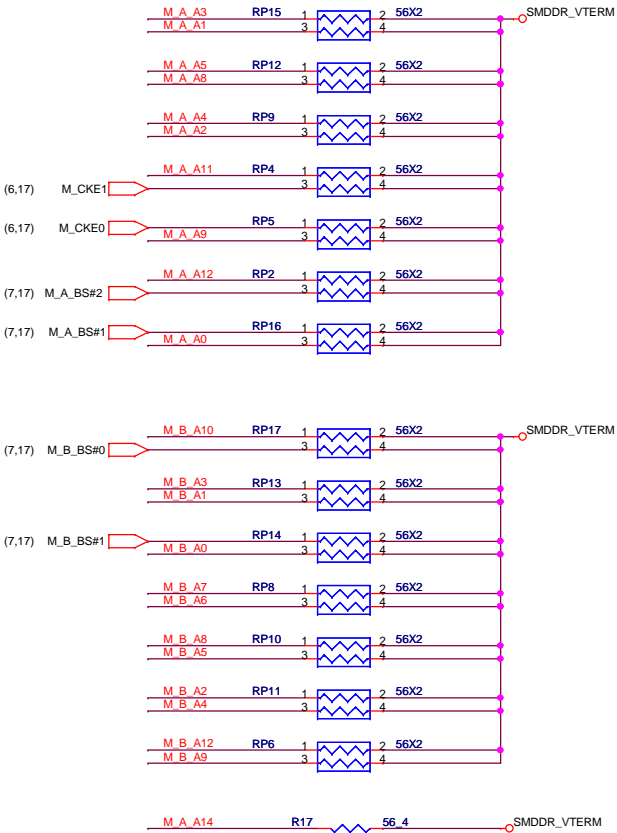 M_A_A3 RP15 1 2 56X2 SMDDR_VTERM
M_A_A1 3 4
M_A_A5 RP12 1 2 56X2
M_A_A8 3 4
M_A_A4 RP9 1 2 56X2
M_A_A2 3 4
M_A_A11 RP4 1 2 56X2
(6,17) M_CKE1 3 4
(6,17) M_CKE0 RP5 1 2 56X2
M_A_A9 3 4
M_A_A12 RP2 1 2 56X2
(7,17) M_A_BS#2 3 4
(7,17) M_A_BS#1 RP16 1 2 56X2
M_A_A0 3 4
M_B_A10 RP17 1 2 56X2 SMDDR_VTERM
(7,17) M_B_BS#0 3 4
M_B_A3 RP13 1 2 56X2
M_B_A1 3 4
(7,17) M_B_BS#1 RP14 1 2 56X2
M_B_A0 3 4
M_B_A7 RP8 1 2 56X2
M_B_A6 3 4
M_B_A8 RP10 1 2 56X2
M_B_A5 3 4
M_B_A2 RP11 1 2 56X2
M_B_A4 3 4
M_B_A12 RP6 1 2 56X2
M_B_A9 3 4
M_A_A14 R17 56_4 SMDDR_VTERM